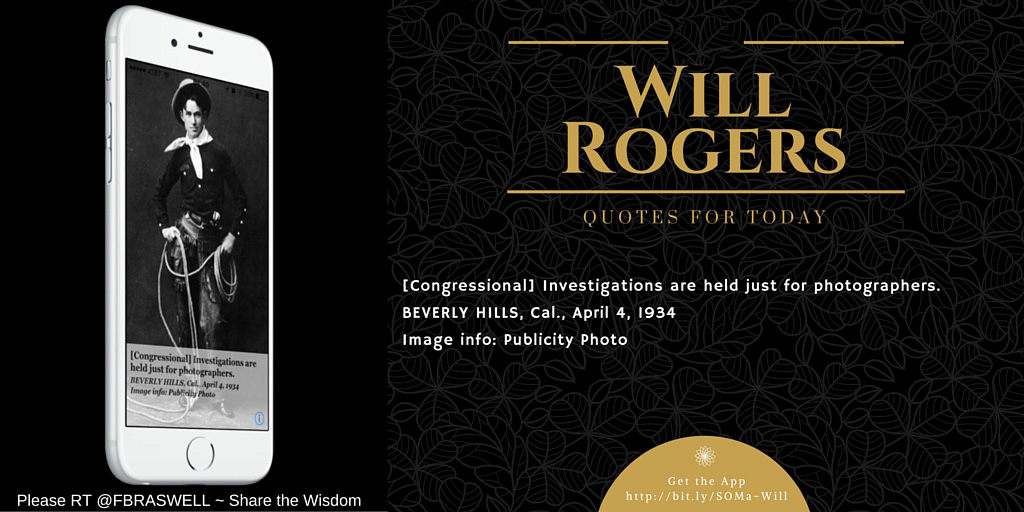 [Congressional] Investigations are
held just for photographers.
BEVERLY HILLS, Cal., April 4, 1934
Image info: Publicity Photo
Please RT @FBRASWELL ~ Share the Wisdom
WILL
ROGERS
QUOTES FOR TODAY
[Congressional] Investigations are held just for photographers.
BEVERLY HILLS, Cal., April 4, 1934
Image info: Publicity Photo
Get the App
http://bit.ly/SOMa-Will